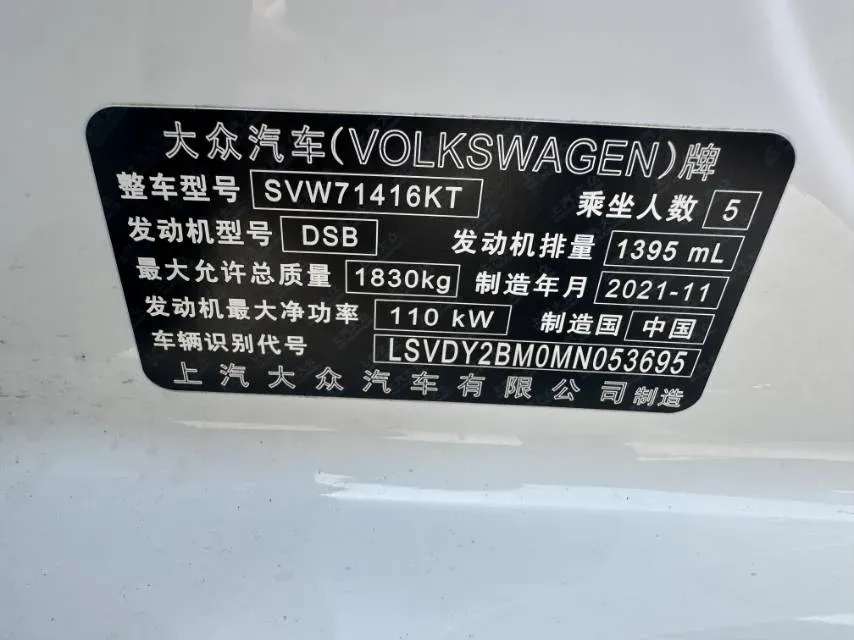 大众汽车(VOLKSWAGEN)牌
整车型号 SVW71416KT 乘坐人数 5
发动机型号 DSB 发动机排量 1395 mL
最大允许总质量 1830kg 制造年月 2021-11
发动机最大净功率 110 kW 制造国 中国
车辆识别代号 LSVDY2BM0MN053695
上汽大众汽车有限公司制造